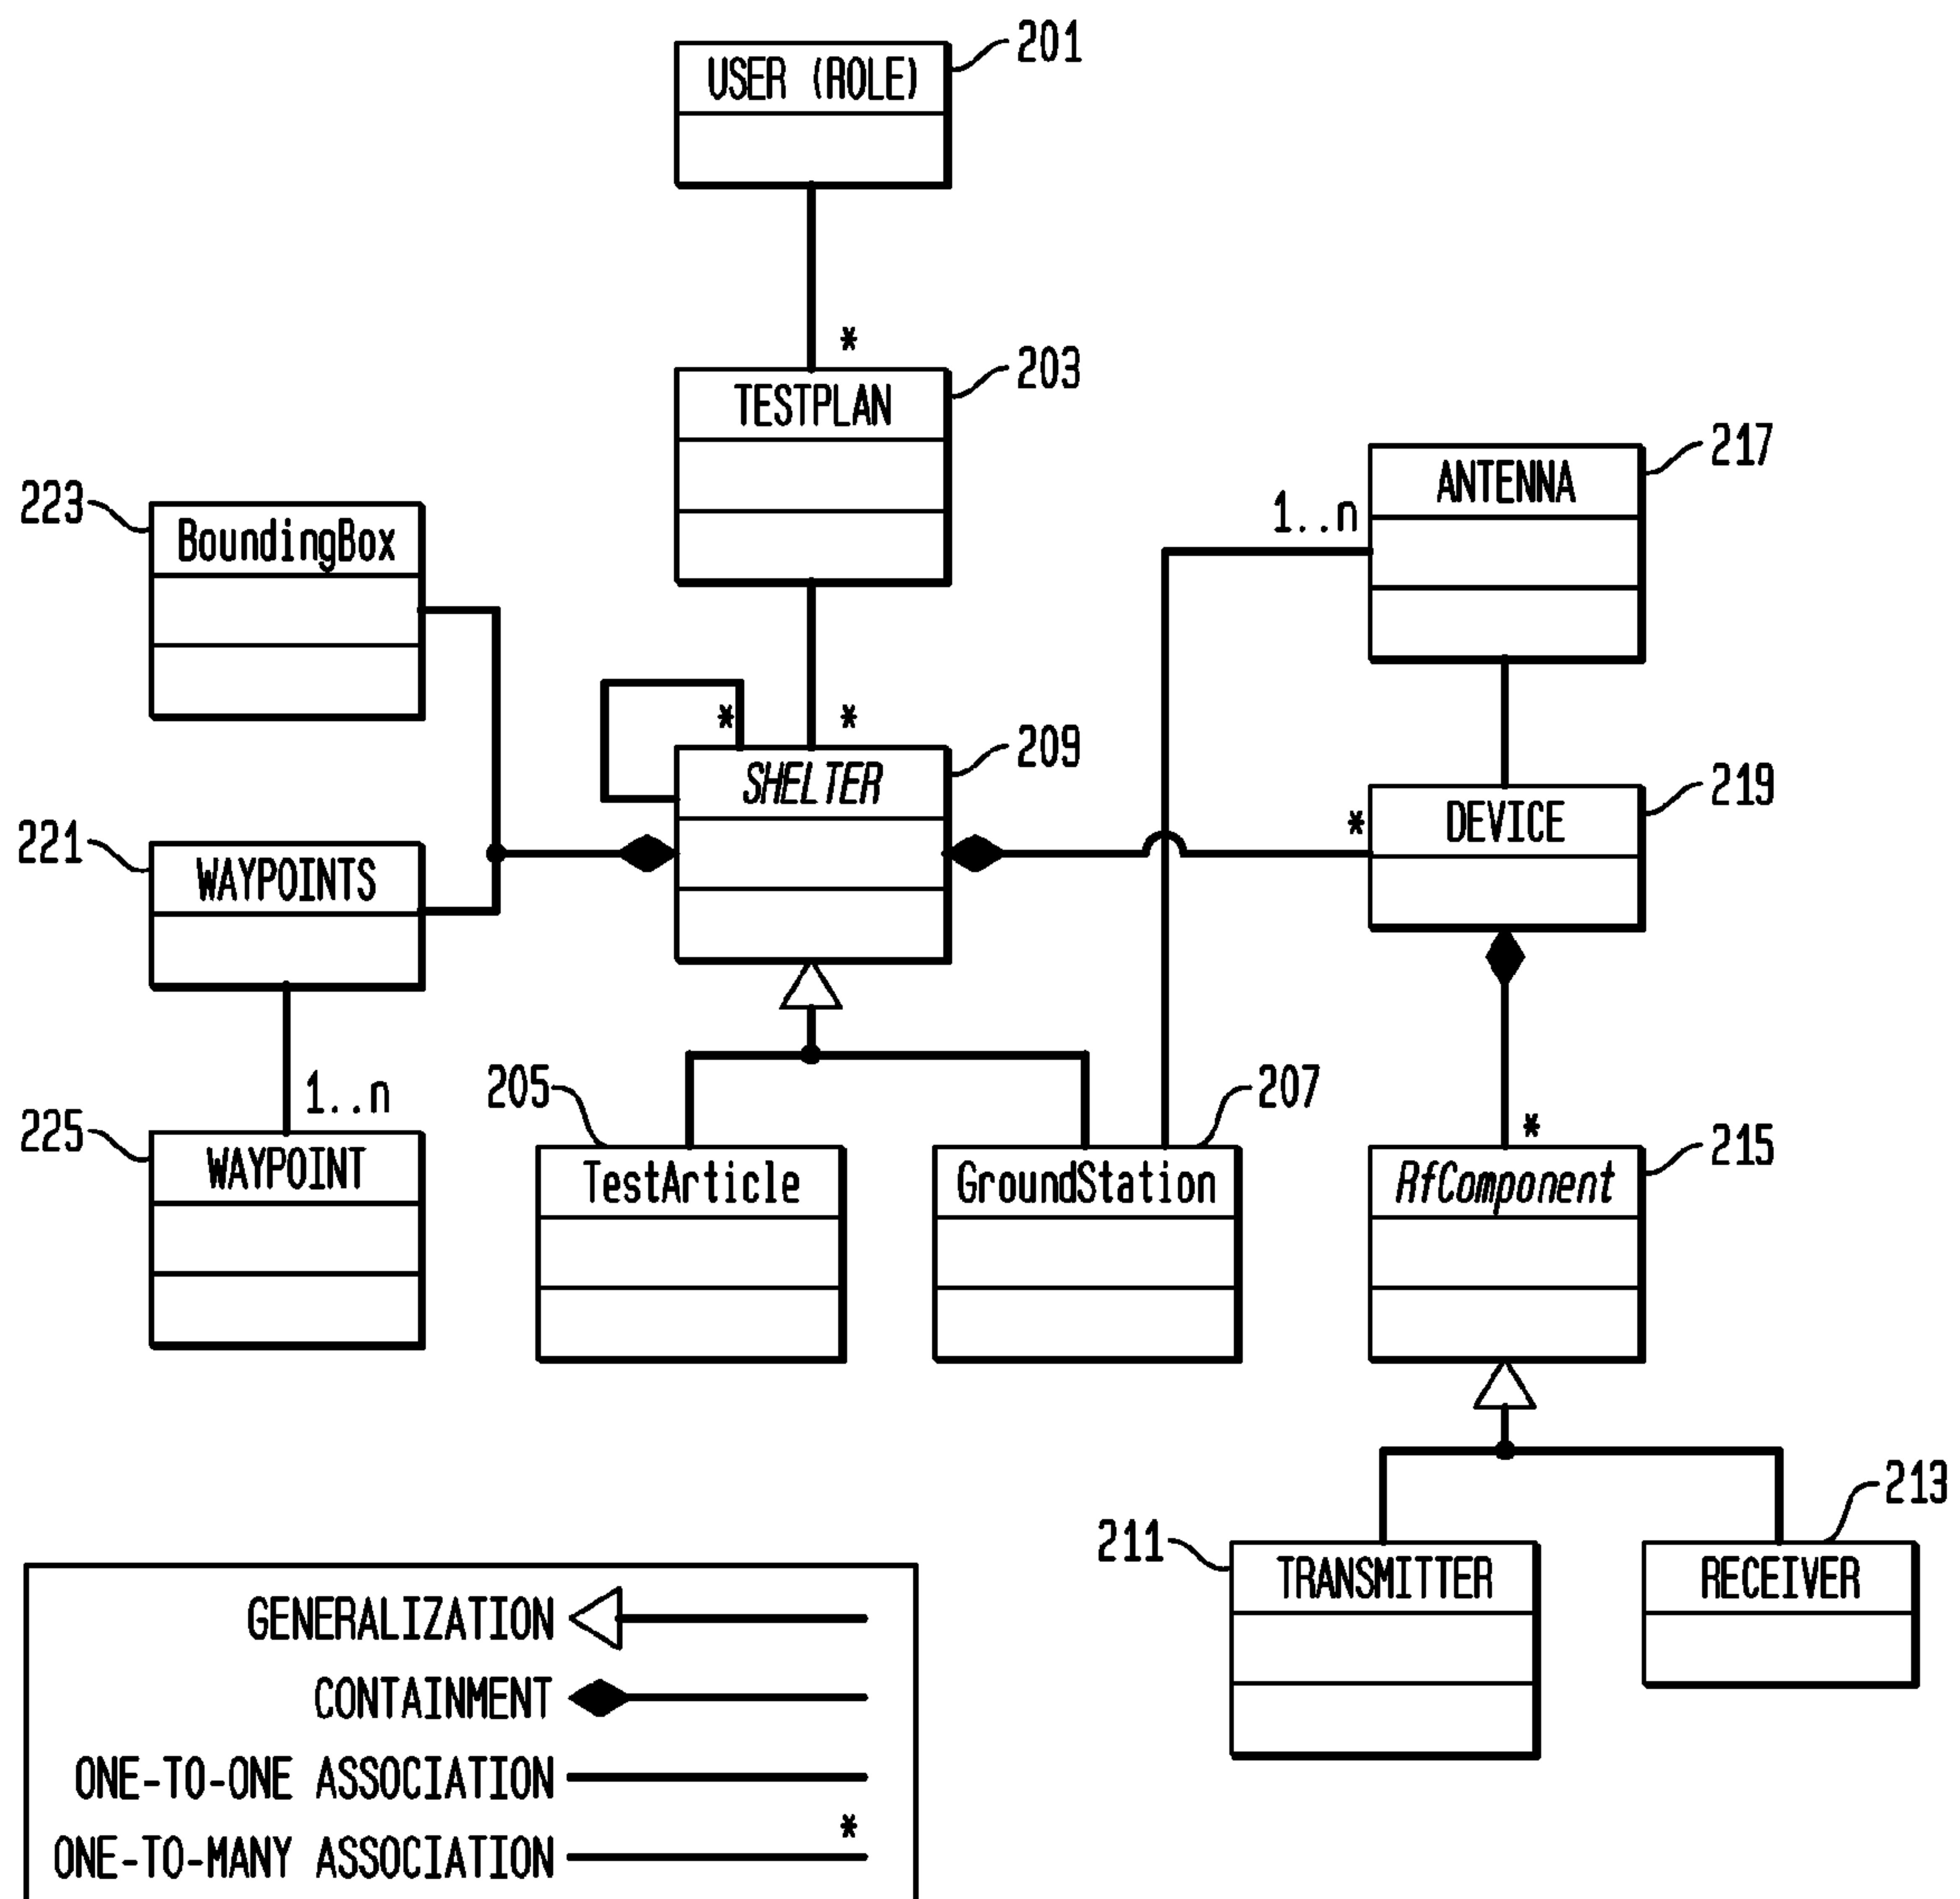 201
USER (ROLE)
*
203
TESTPLAN
217
ANTENNA
1..n
223
BoundingBox
* *
209
SHELTER
219
DEVICE
*
221
WAYPOINTS
205
207
1..n
*
225
WAYPOINT
TestArticle
GroundStation
215
RfComponent
213
211
TRANSMITTER
RECEIVER
GENERALIZATION
CONTAINMENT
ONE-TO-ONE ASSOCIATION
*
ONE-TO-MANY ASSOCIATION